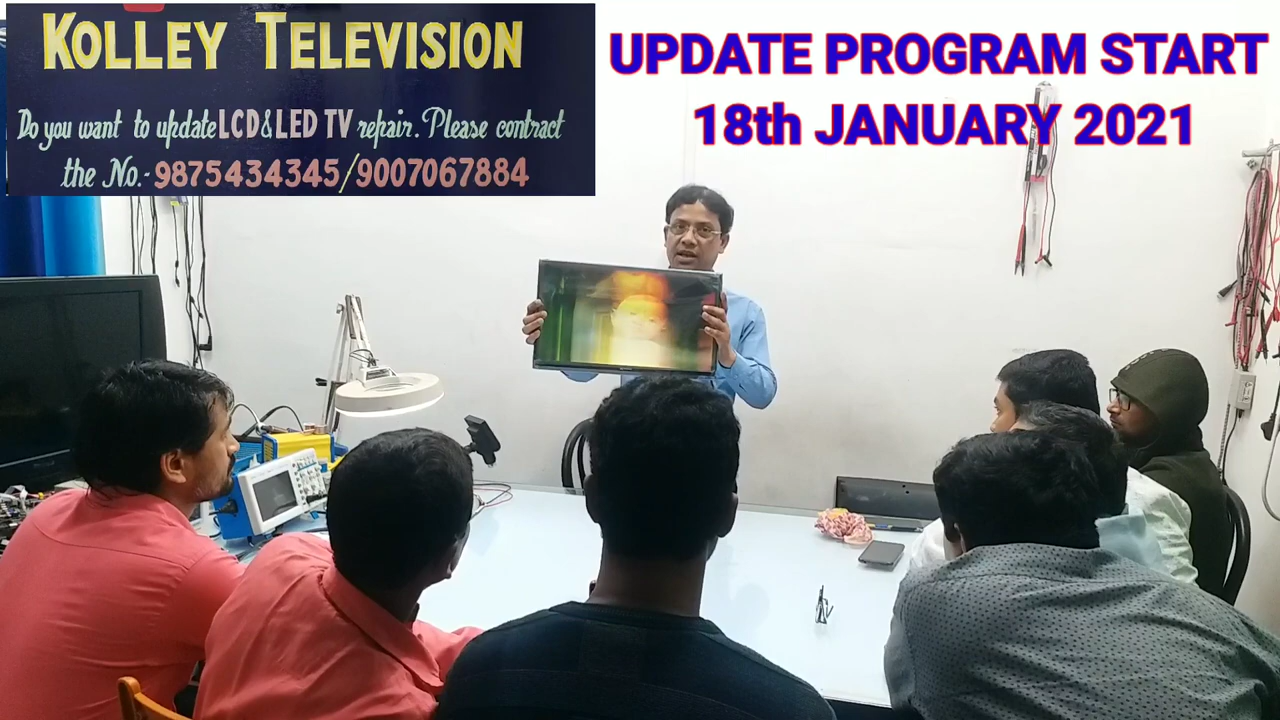 KOLLEY TELEVISION
Do you want to update LCD & LED TV repair. Please contract
the No.- 9875434345/9007067884
UPDATE PROGRAM START
18th JANUARY 2021